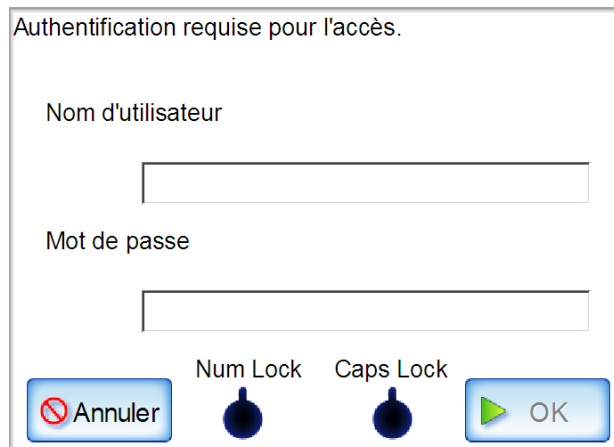 Authentification requise pour l'accès.
Nom d'utilisateur
Mot de passe
Num Lock Caps Lock
Annuler OK